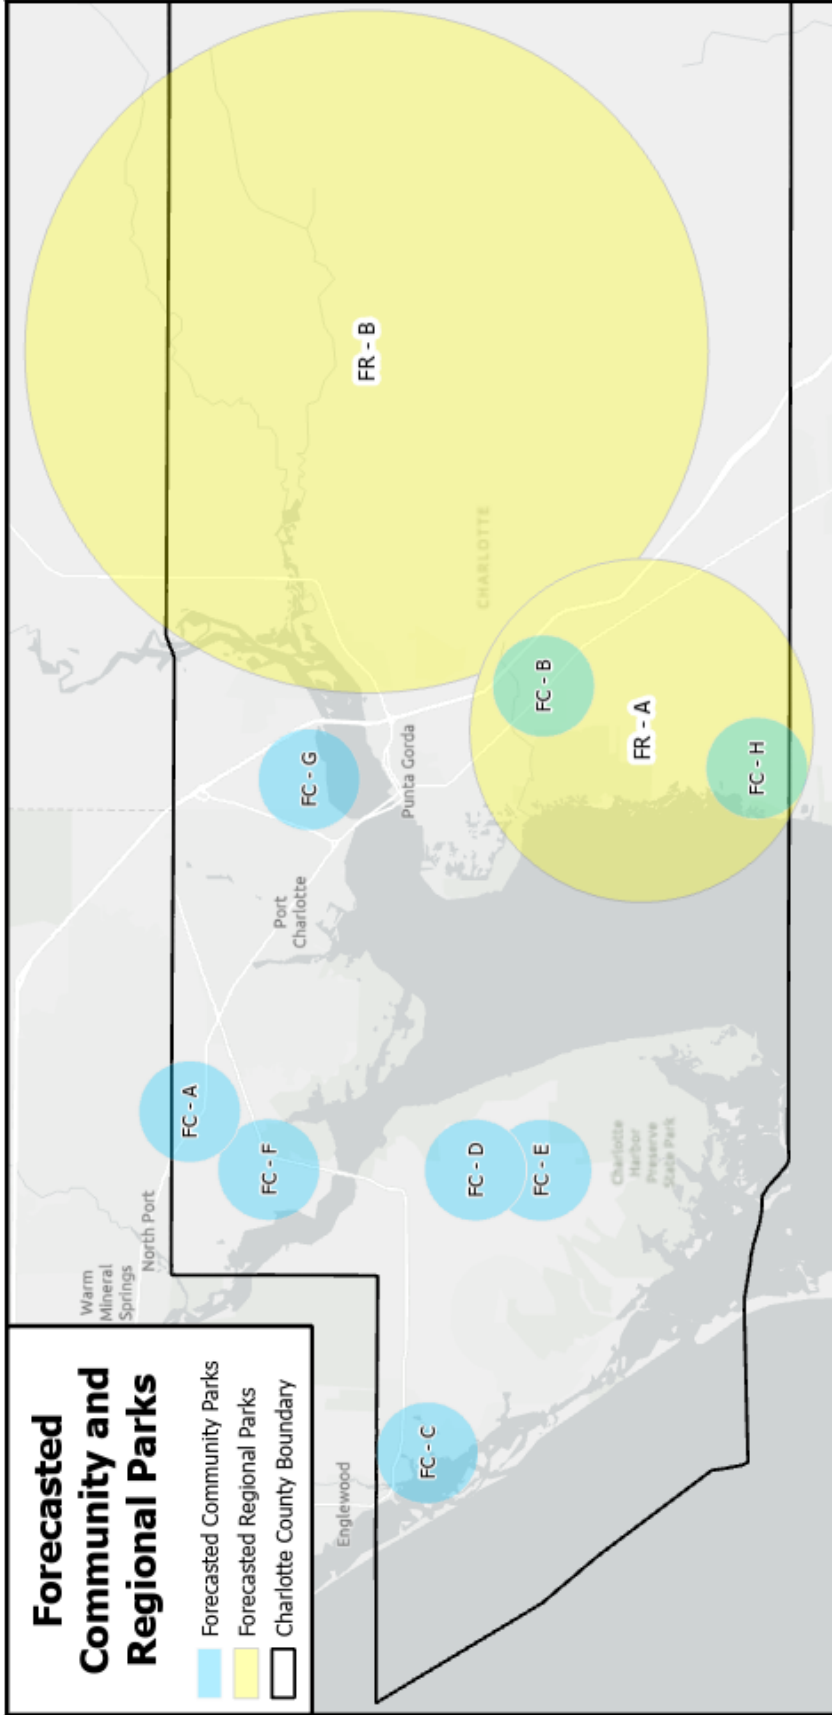 Forecasted
Community and
Regional Parks
Forecasted Community Parks
Forecasted Regional Parks
Charlotte County Boundary
Warm
Mineral
Springs
North Port
Englewood
FC - A
FC - F
FC - C
FC - D
FC - E
Charlotte
Harbor
Preserve
State Park
Port
Charlotte
FC - G
Punta Gorda
FC - B
FR - A
FC - H
CHARLOTTE
FR - B